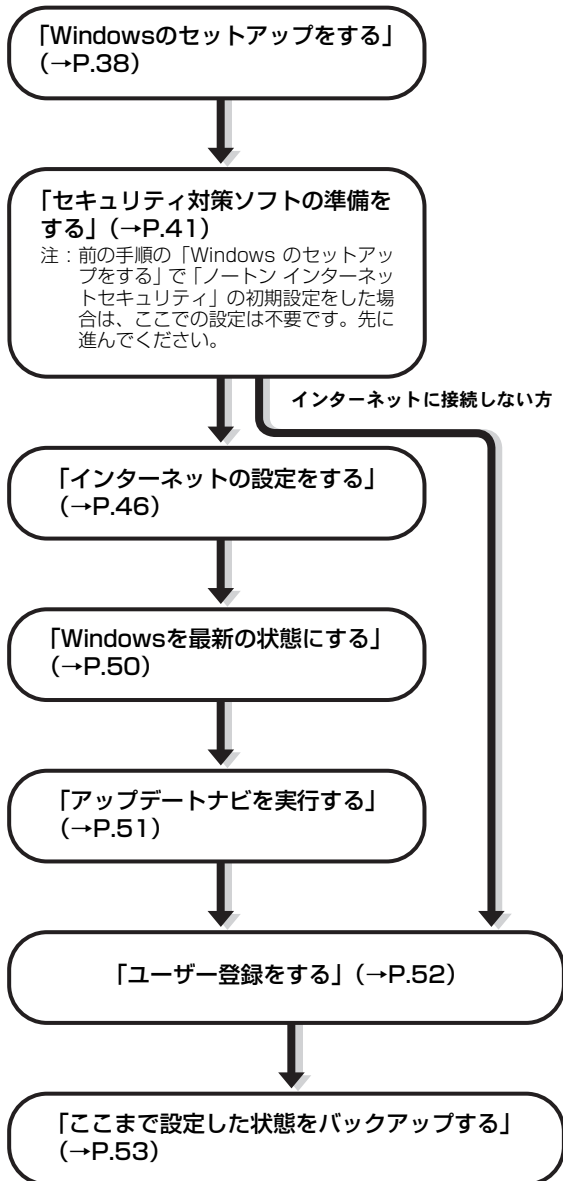 「Windowsのセットアップをする」
（→P.38）
「セキュリティ対策ソフトの準備を
する」（→P.41）
注：前の手順の「Windows のセットアッ
プをする」で「ノートン インターネッ
トセキュリティ」の初期設定をした場
合は、ここでの設定は不要です。先に
進んでください。
インターネットに接続しない方
「インターネットの設定をする」
（→P.46）
「Windowsを最新の状態にする」
（→P.50）
「アップデートナビを実行する」
（→P.51）
「ユーザー登録をする」（→P.52）
「ここまで設定した状態をバックアップする」
（→P.53）